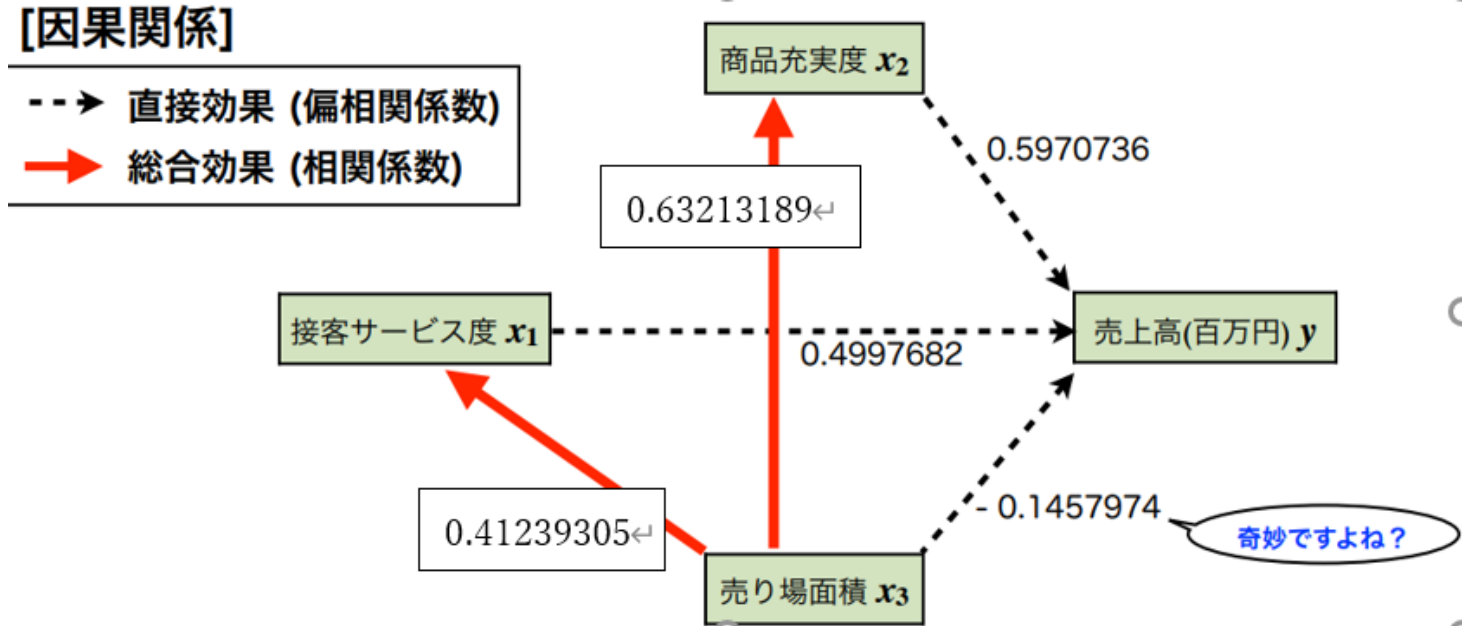 [因果関係]
直接効果 (偏相関係数)
総合効果 (相関係数)
商品充実度 x2
0.5970736
0.63213189↵
接客サービス度 x1
0.4997682
売上高(百万円) y
0.41239305↵
- 0.1457974
奇妙ですよね？
売り場面積 x3